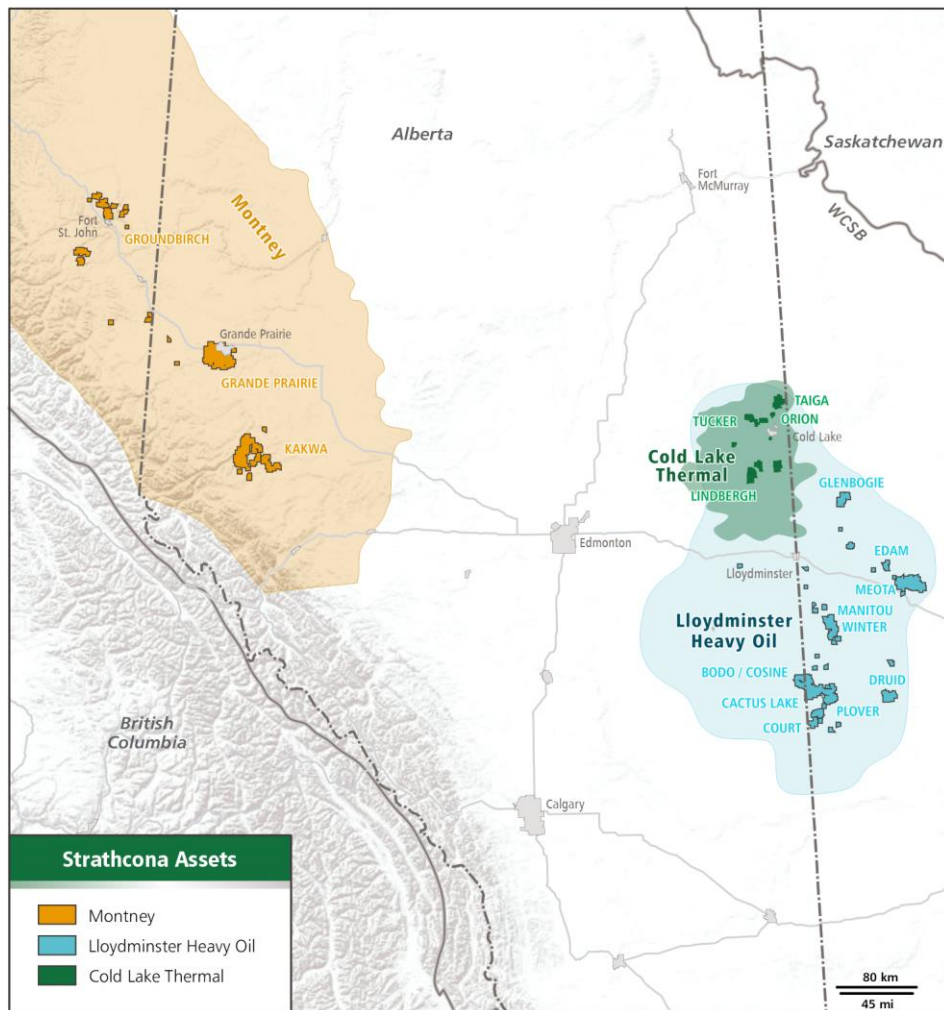 Alberta
Saskatchewan
Fort
McMurray
WCSB
Montney
Fort
St. John
GROUNDBIRCH
Grande Prairie
GRANDE PRAIRIE
KAKWA
TAIGA
TUCKER
ORION
Cold Lake
Cold Lake
Thermal
LINDBERGH
GLENBOGIE
Edmonton
EDAM
Lloydminster
MEOTA
MANITOU
WINTER
Lloydminster
Heavy Oil
BODO / COSINE
DRUID
CACTUS LAKE
PLOVER
COURT
British
Columbia
Calgary
Strathcona Assets
Montney
Lloydminster Heavy Oil
Cold Lake Thermal
80 km
45 mi